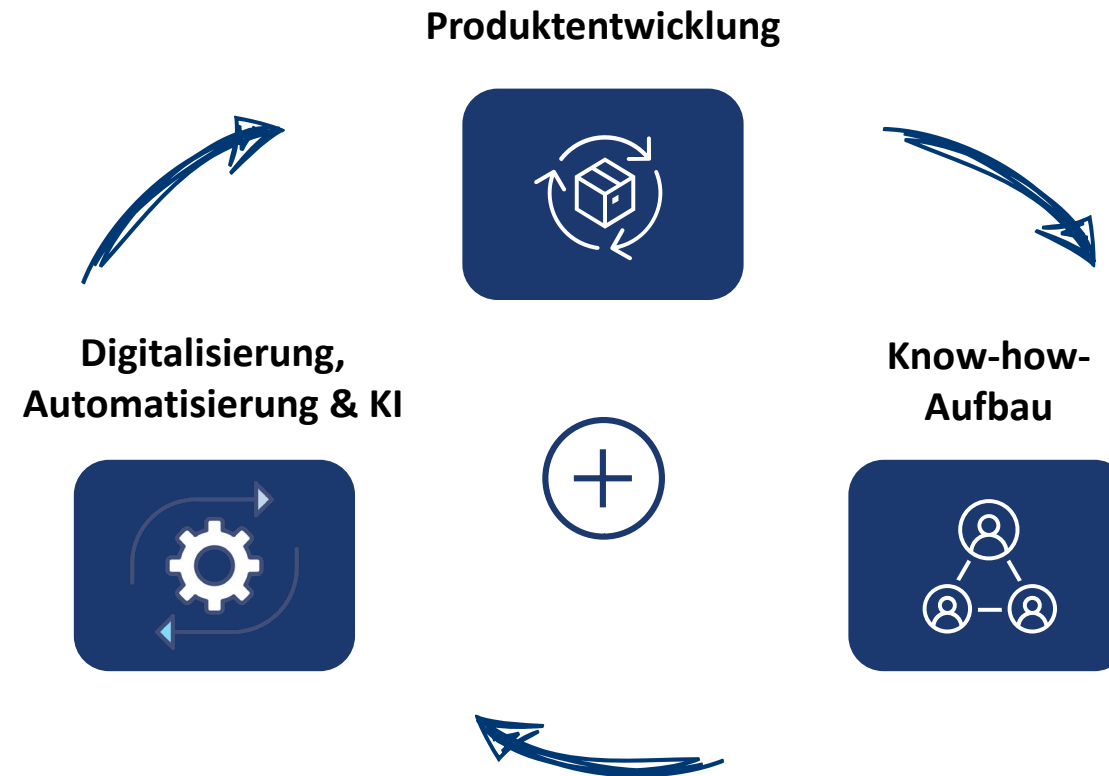 Produktentwicklung
Digitalisierung,
Automatisierung & KI
Know-how-
Aufbau